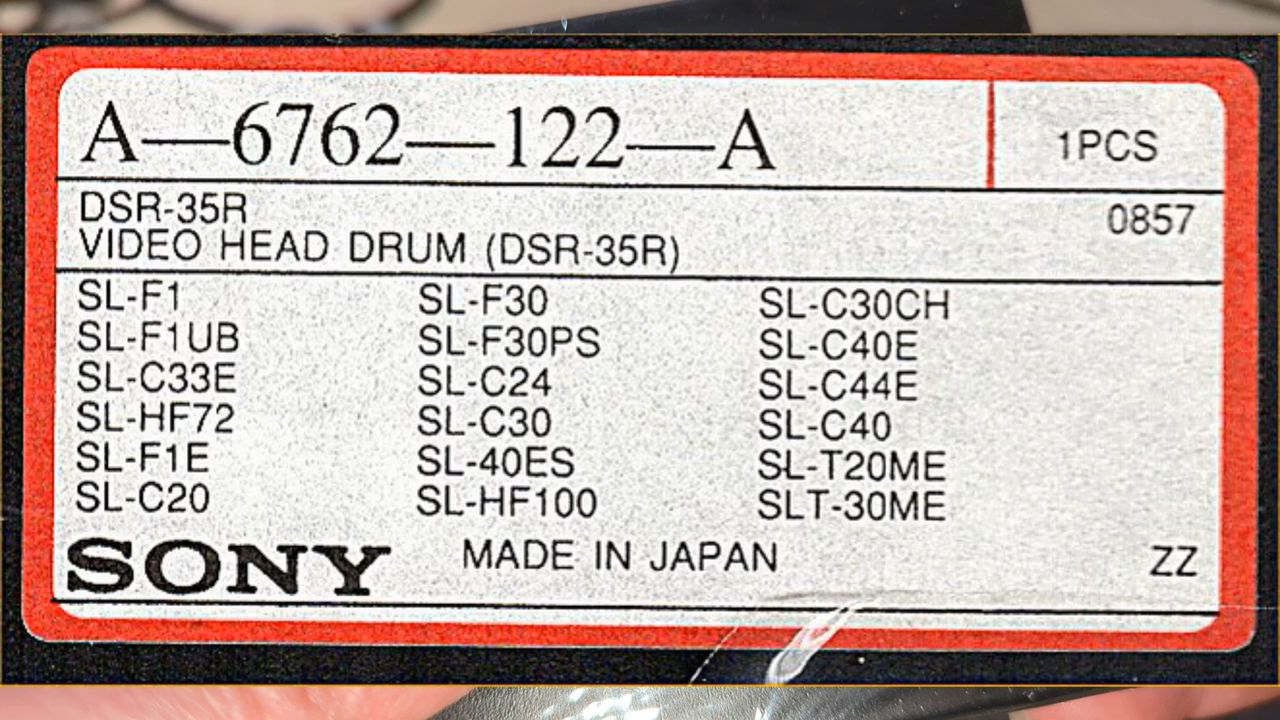 A—6762—122—A 1PCS
DSR-35R 0857
VIDEO HEAD DRUM (DSR-35R)
SL-F1 SL-F30 SL-C30CH
SL-F1UB SL-F30PS SL-C40E
SL-C33E SL-C24 SL-C44E
SL-HF72 SL-C30 SL-C40
SL-F1E SL-40ES SL-T20ME
SL-C20 SL-HF100 SLT-30ME
SONY MADE IN JAPAN ZZ